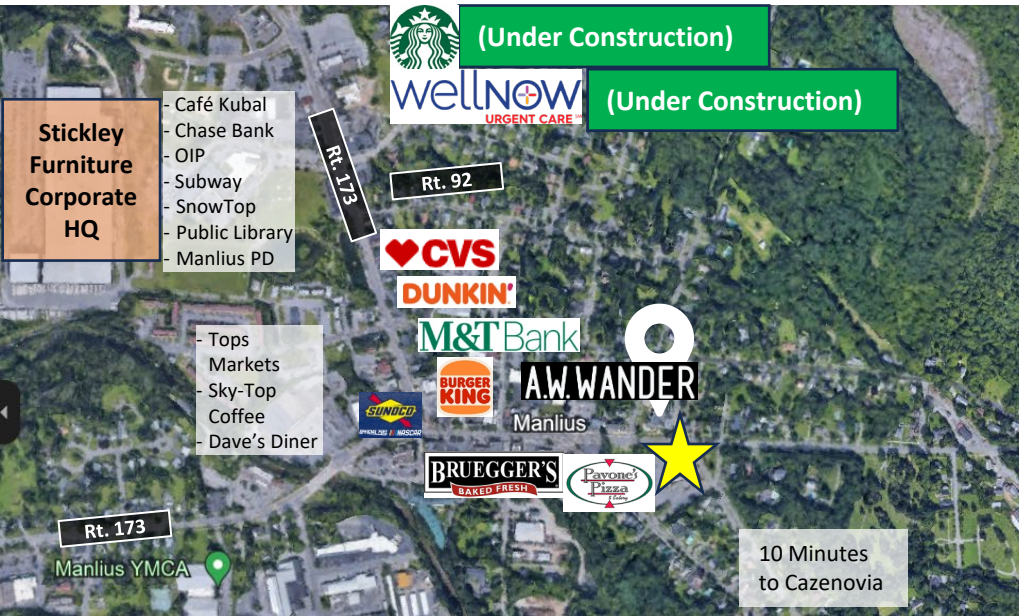 (Under Construction)
wellnow
URGENT CARE
(Under Construction)
Stickley
Furniture
Corporate
HQ
- Café Kubal
- Chase Bank
- OIP
- Subway
- SnowTop
- Public Library
- Manlius PD
Rt. 173
Rt. 92
CVS
DUNKIN'
M&T Bank
- Tops
Markets
- Sky-Top
Coffee
- Dave's Diner
BURGER
KING
A.W.WANDER
SUNOCO
Manlius
BRUEGGER'S
BAKED FRESH
Pavone's
Pizza
& Eatery
Rt. 173
Manlius YMCA
10 Minutes
to Cazenovia